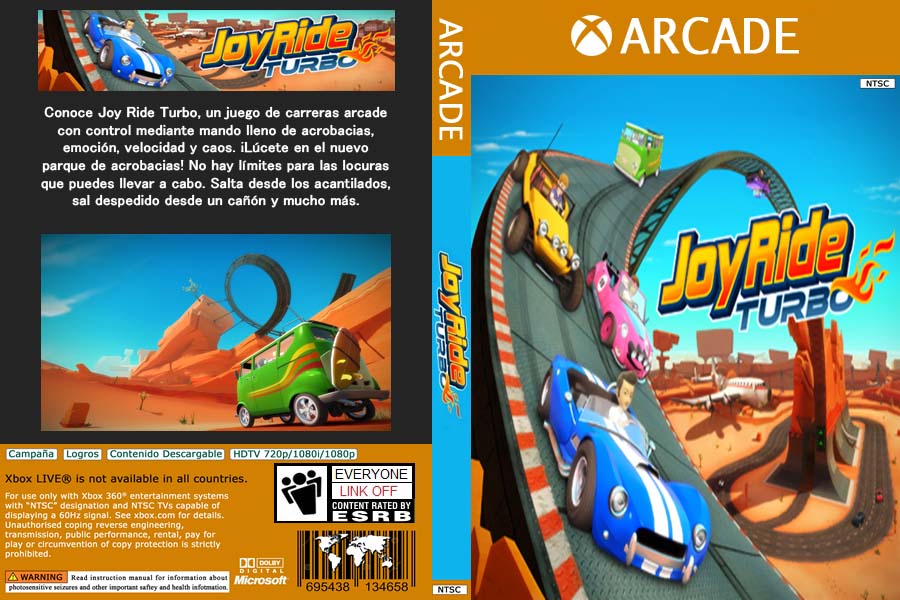 JoyRide
TURBO
Conoce Joy Ride Turbo, un juego de carreras arcade
con control mediante mando lleno de acrobacias,
emoción, velocidad y caos. ¡Lúcete en el nuevo
parque de acrobacias! No hay límites para las locuras
que puedes llevar a cabo. Salta desde los acantilados,
sal despedido desde un cañón y mucho más.
Campaña Logros Contenido Descargable HDTV 720p/1080i/1080p
Xbox LIVE® is not available in all countries.
For use only with Xbox 360® entertainment systems
with “NTSC” designation and NTSC TVs capable of
displaying a 60Hz signal. See xbox.com for details.
Unauthorised coping reverse engineering,
transmission, public performance, rental, pay for
play or circumvention of copy protection is strictly
prohibited.
WARNING Read instruction manual for information about
photosensitive seizures and other important saftey and health infotmation.
EVERYONE
LINK OFF
CONTENT RATED BY
ESRB
DOLBY
DIGITAL
Microsoft®
695438 134658
ARCADE
JoyRide
TURBO
NTSC
ARCADE
NTSC
JoyRide
TURBO